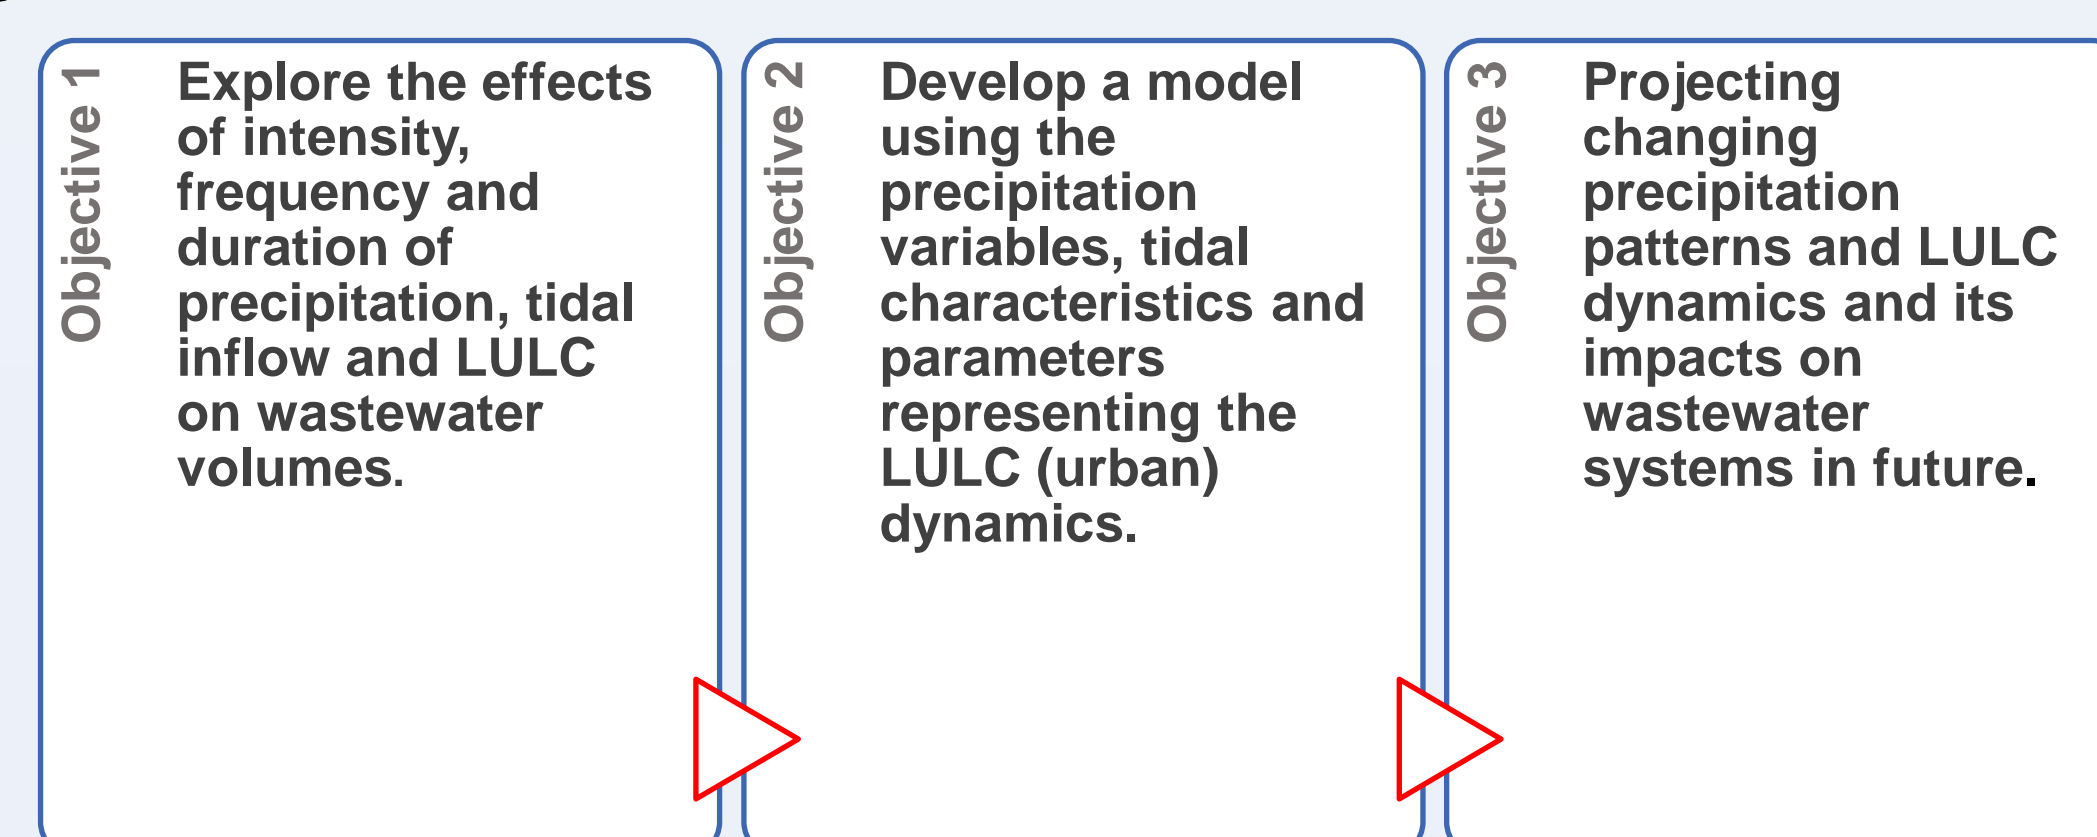 Objective 1
Explore the effects
of intensity,
frequency and
duration of
precipitation, tidal
inflow and LULC
on wastewater
volumes.
Objective 2
Develop a model
using the
precipitation
variables, tidal
characteristics and
parameters
representing the
LULC (urban)
dynamics.
Objective 3
Projecting
changing
precipitation
patterns and LULC
dynamics and its
impacts on
wastewater
systems in future.